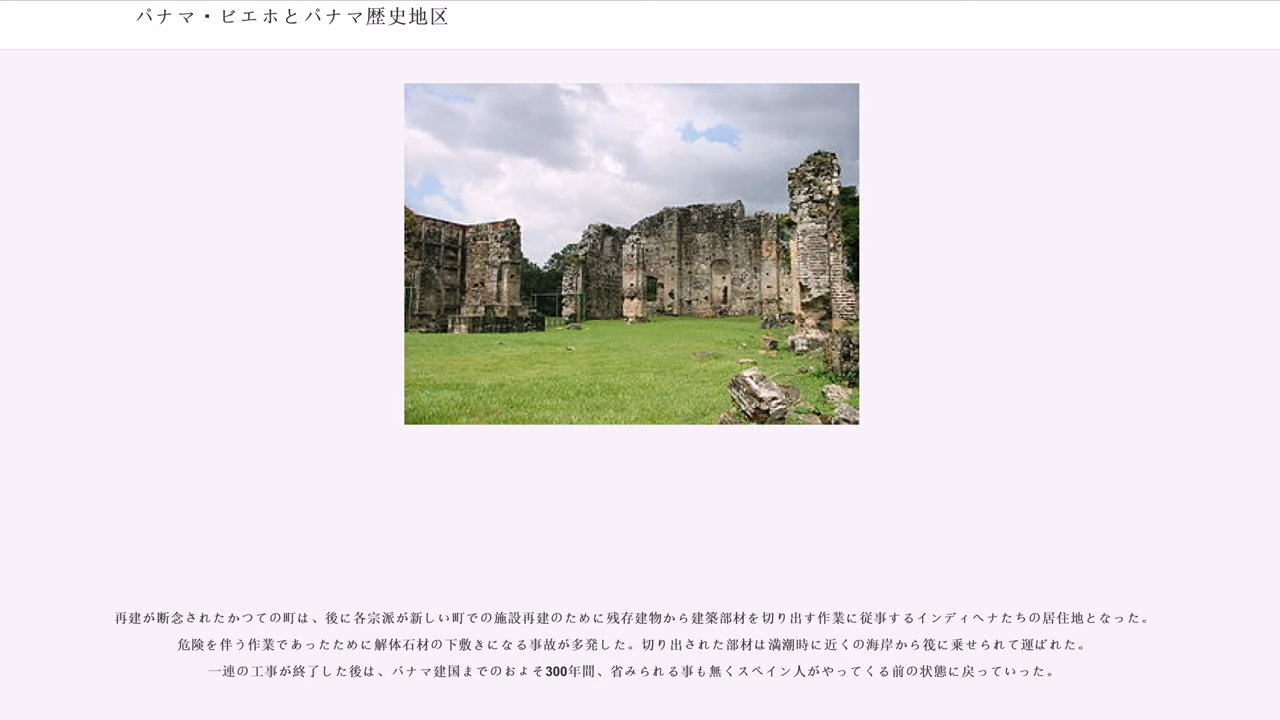 パナマ・ビエホとパナマ歴史地区
再建が断念されたかつての町は、後に各宗派が新しい町での施設再建のために残存建物から建築部材を切り出す作業に従事するインディヘナたちの居住地となった。
危険を伴う作業であったために解体石材の下敷きになる事故が多発した。切り出された部材は満潮時に近くの海岸から筏に乗せられて運ばれた。
一連の工事が終了した後は、パナマ建国までのおよそ300年間、省みられる事も無くスペイン人がやってくる前の状態に戻っていった。